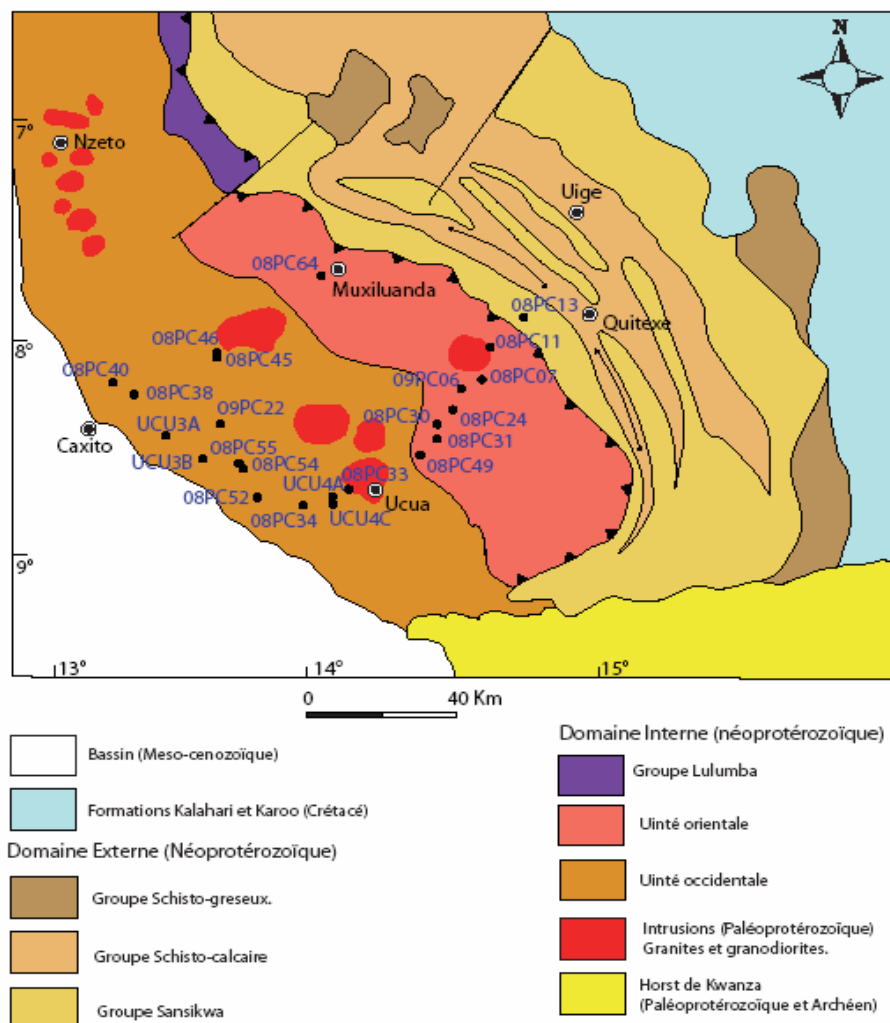 N
7°
Nzeto
Uige
08PC64
Muxiluanda
08PC13
Quitexe
8°
08PC46
08PC45
08PC11
08PC40
08PC38
09PC06
08PC07
UCU3A
09PC22
08PC30
08PC24
Caxito
08PC31
UCU3B
08PC55
08PC54
08PC33
08PC49
08PC52
UCU4A
Ucua
08PC34
UCU4C
9°
13°
14°
15°
0
40 Km
Bassin (Meso-cenozoïque)
Formations Kalahari et Karoo (Crétacé)
Domaine Externe (Néoprotérozoïque)
Groupe Schisto-greseux.
Groupe Schisto-calcaire
Groupe Sansikwa
Domaine Interne (néoprotérozoïque)
Groupe Lulumba
Uinté orientale
Uinté occidentale
Intrusions (Paléoprotérozoïque)
Granites et granodiorites.
Horst de Kwanza
(Paléoprotérozoïque et Archéen)